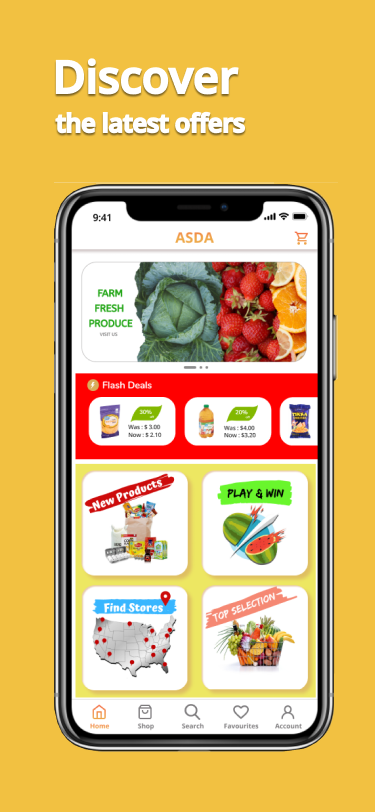 Discover
the latest offers
9:41
ASDA
FARM
FRESH
PRODUCE
VISIT US
Flash Deals
30%
off
Was : $ 3.00
Now : $ 2.10
20%
off
Was : $4.00
Now : $3.20
New Products
PLAY & WIN
Find Stores
TOP SELECTION
Home
Shop
Search
Favourites
Account